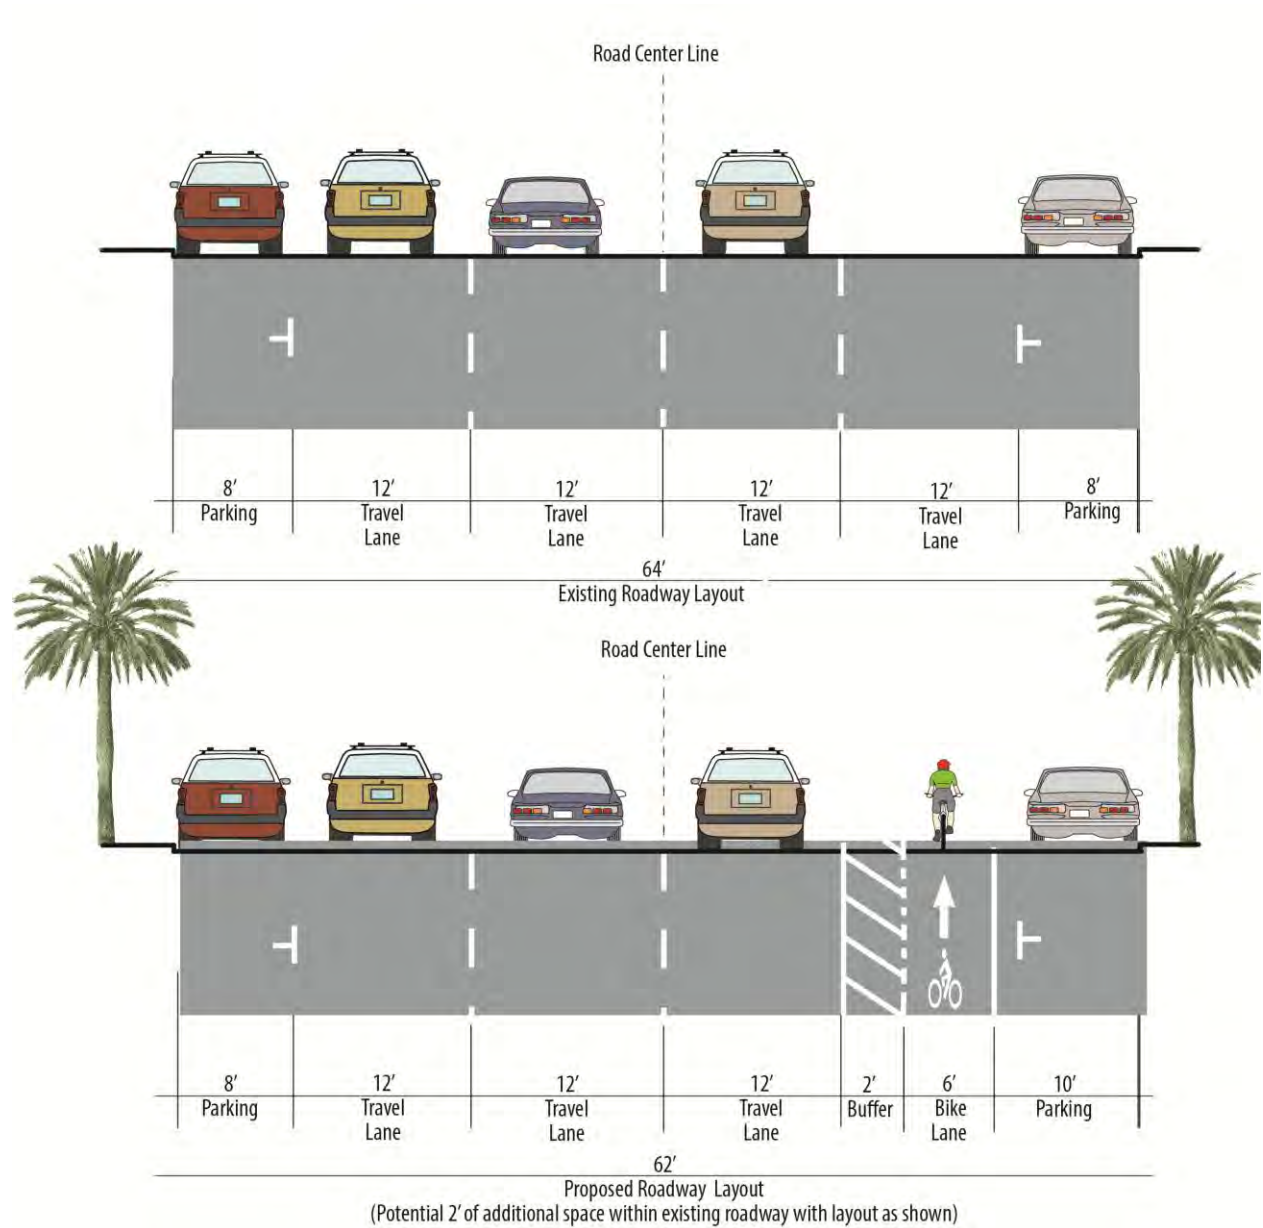 Road Center Line
8' 12' 12' 12' 12' 8'
Parking Travel Travel Travel Travel Parking
Lane Lane Lane Lane
64'
Existing Roadway Layout
Road Center Line
8' 12' 12' 12' 2' 6' 10'
Parking Travel Travel Travel Buffer Bike Parking
Lane Lane Lane Lane
62'
Proposed Roadway Layout
(Potential 2' of additional space within existing roadway with layout as shown)